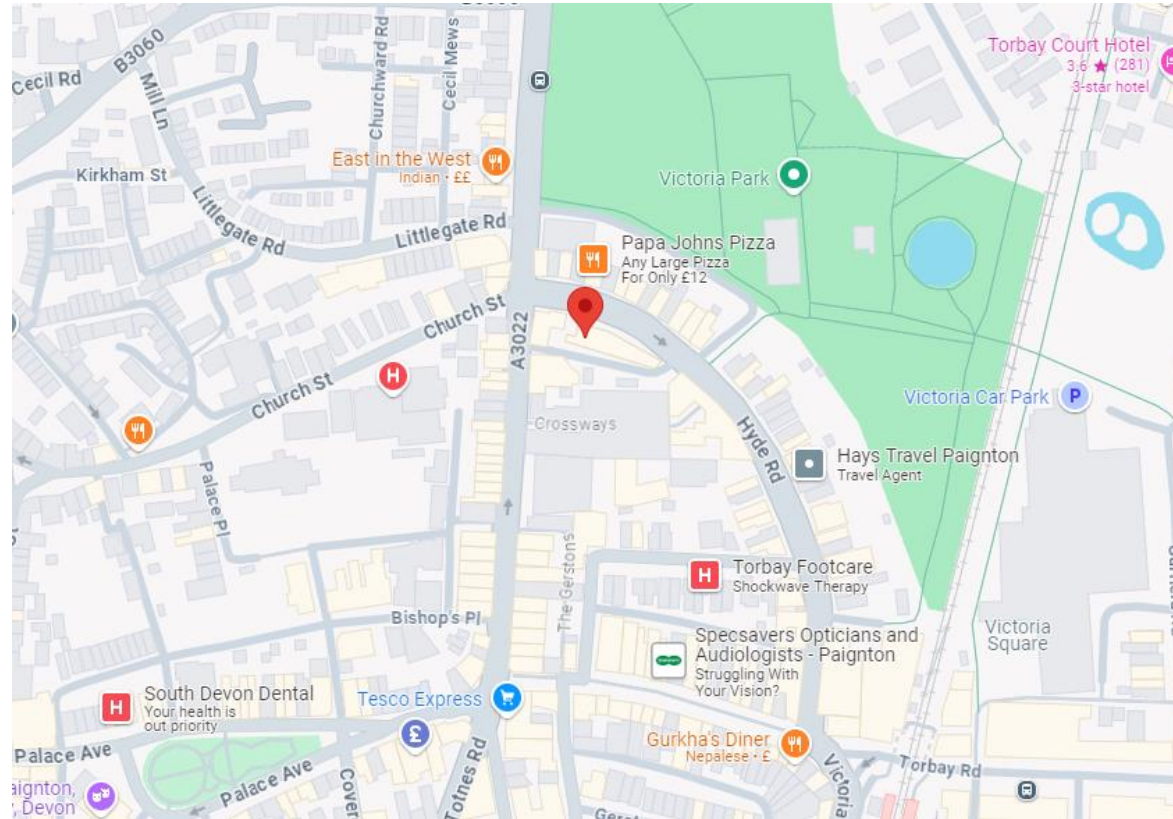 B3060
Cecil Rd
Mill Ln
Churchward Rd
Cecil Mews
Torbay Court Hotel
3.6 ★ (281)
3-star hotel
Kirkham St
East in the West
Indian · ££
Victoria Park
Littlegate Rd
Littlegate Rd
Papa Johns Pizza
Any Large Pizza
For Only £12
Church St
A3022
Church St
H
Victoria Car Park
P
Crossways
Hyde Rd
Hays Travel Paignton
Travel Agent
Palace Pl
The Gerstons
H
Torbay Footcare
Shockwave Therapy
Bishop's Pl
Victoria
Square
Specsavers Opticians and
Audiologists - Paignton
Struggling With
Your Vision?
H
South Devon Dental
Your health is
out priority
Tesco Express
£
Gurkha's Diner
Nepalese · £
Palace Ave
Palace Ave
Torbay Rd
Victoria
Totnes Rd
Cover
aignton,
, Devon
Gers